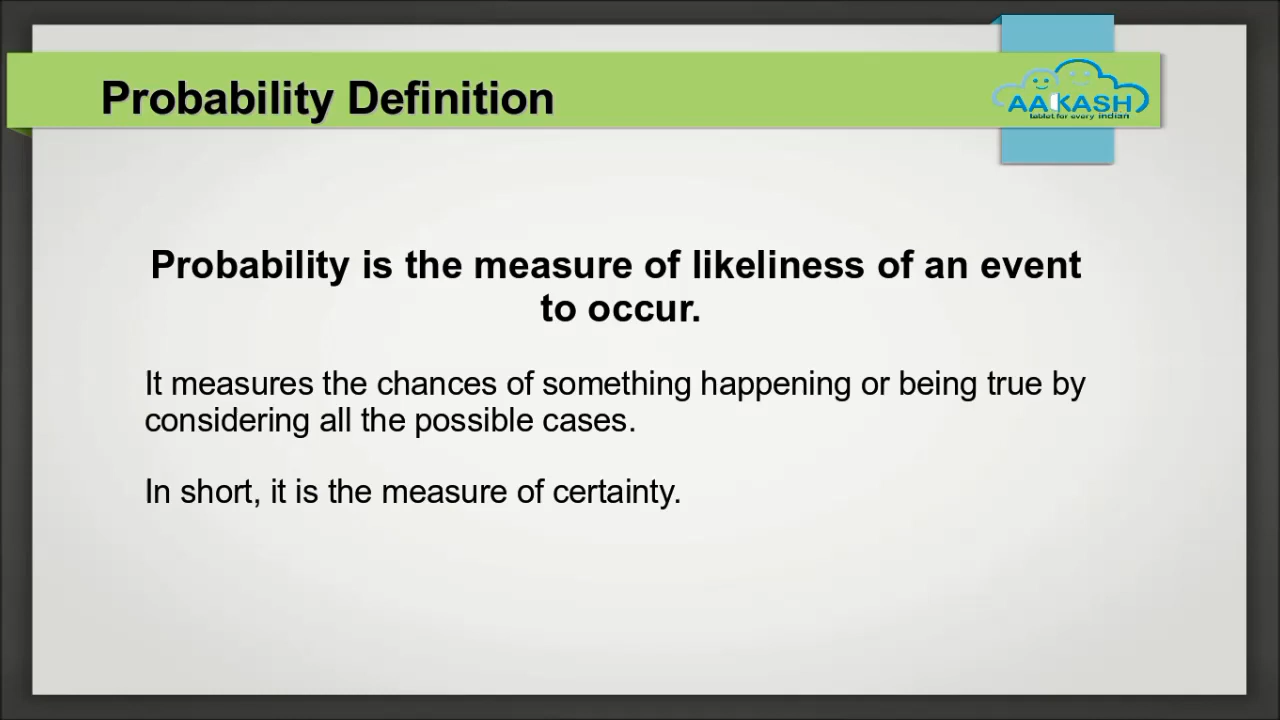 Probability Definition
AAKASH
tablet for every indian
Probability is the measure of likeliness of an event
to occur.
It measures the chances of something happening or being true by
considering all the possible cases.
In short, it is the measure of certainty.